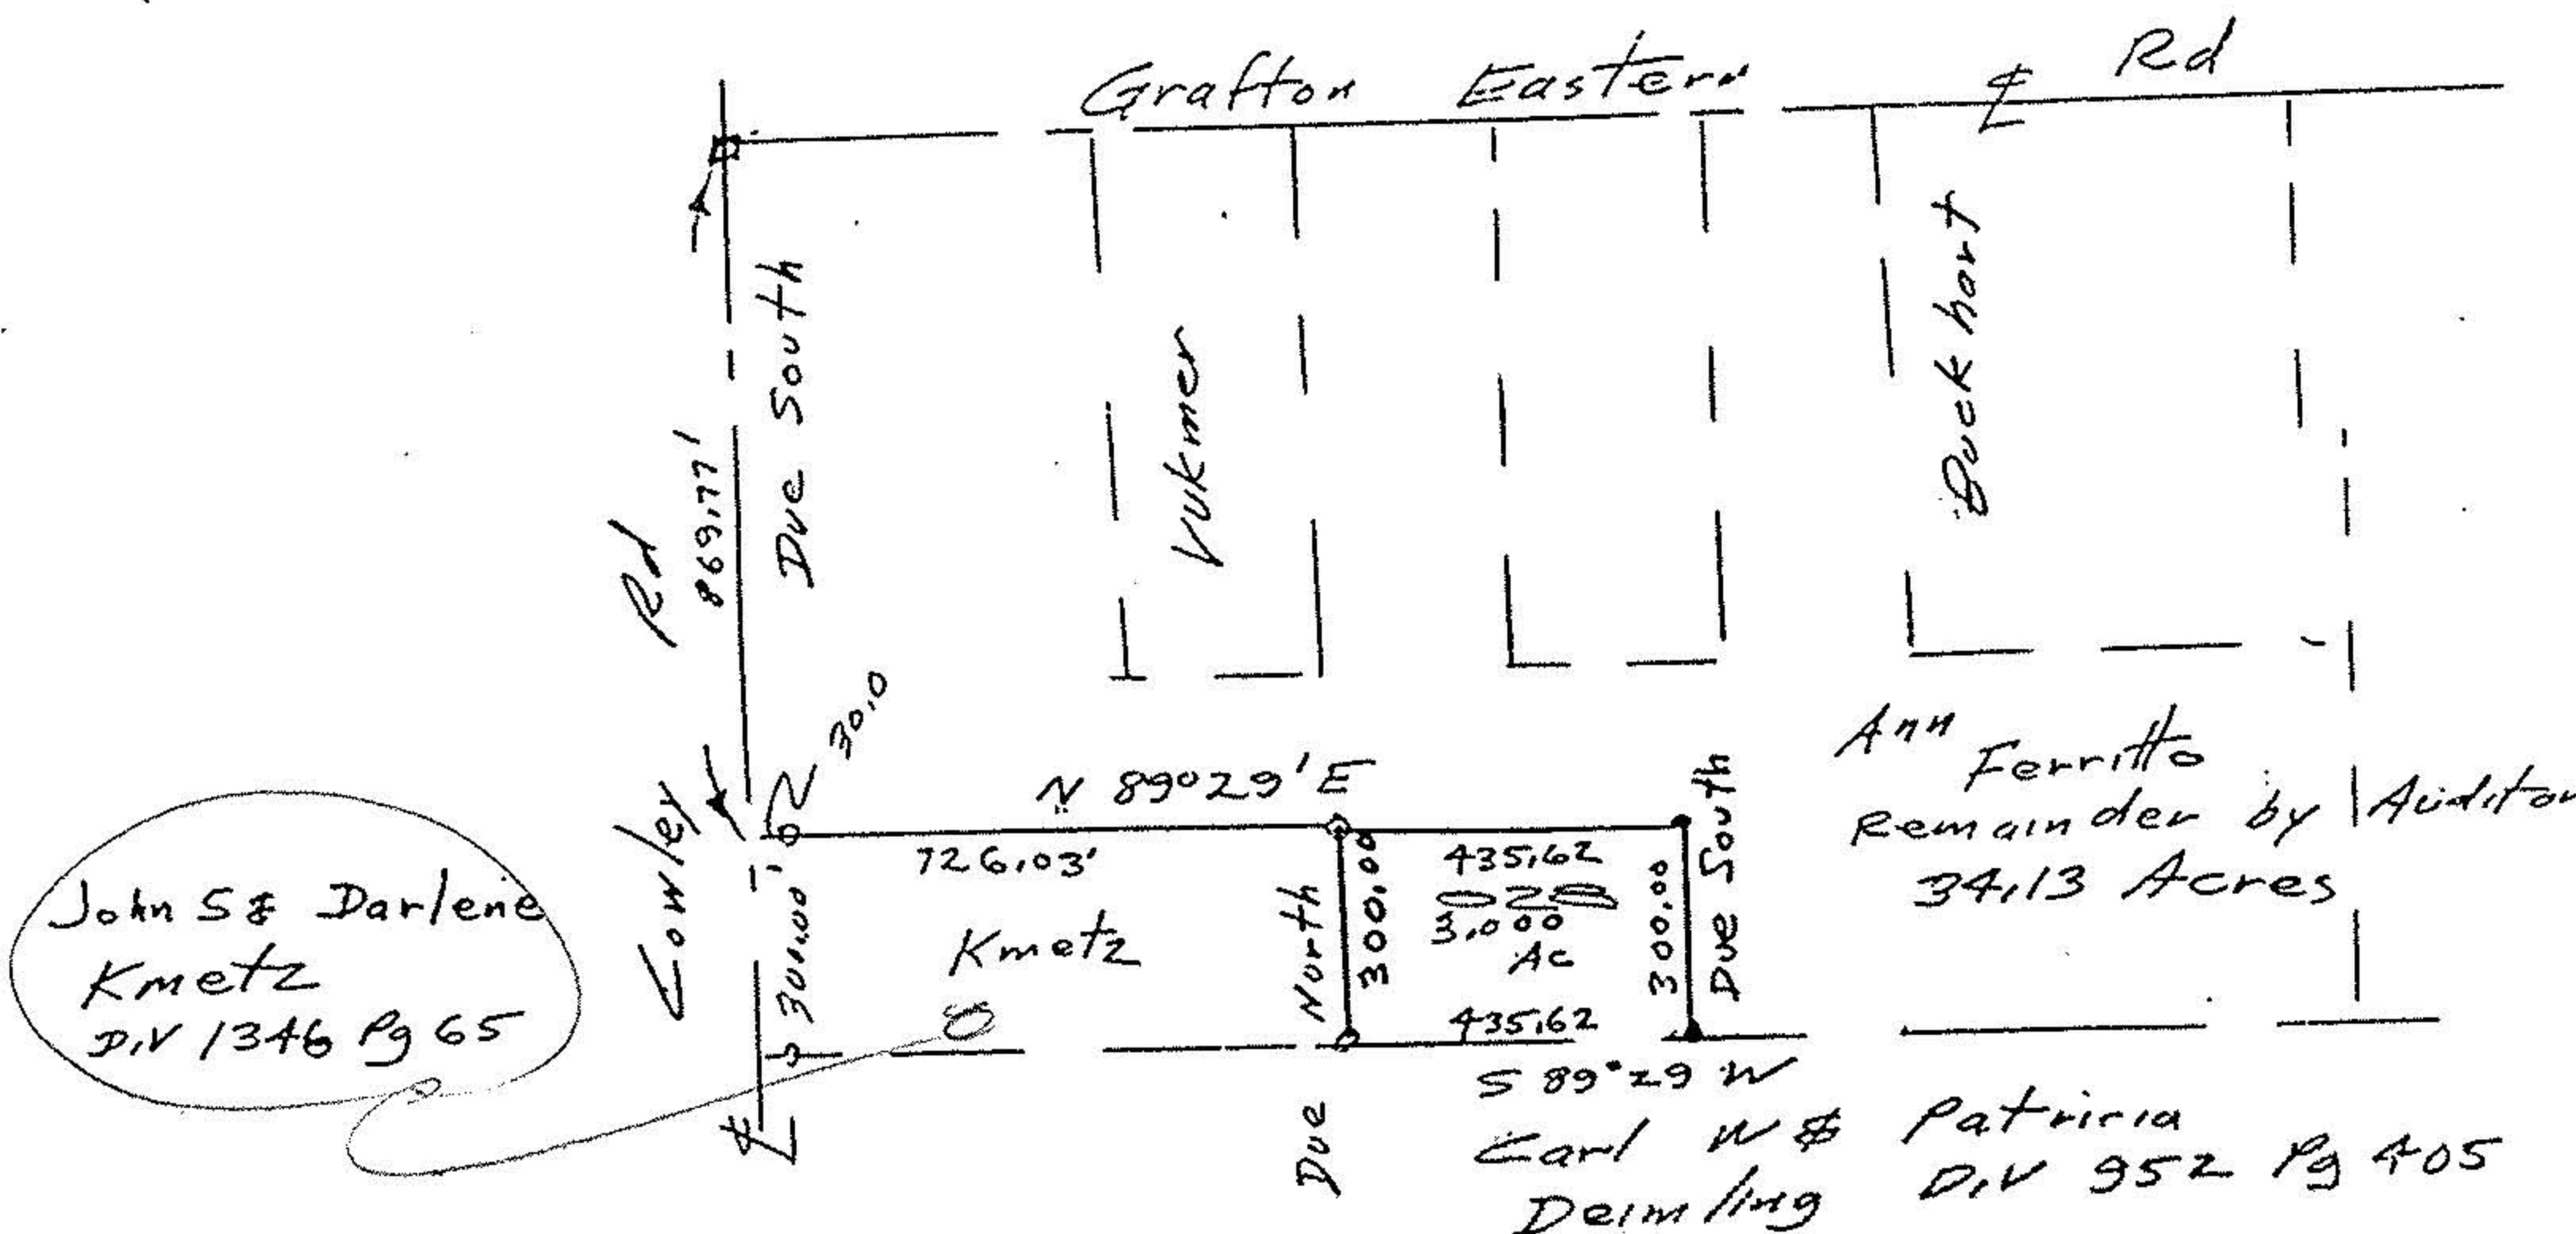 Grafton Eastern ℄ Rd
Due South
869.77'
Cowley Rd
Vukmer
Buckhart
30.0
N 89°29' E
726.03'
435.62
3.000
Ac
300.00'
Kmetz
Due North
300.00
300.00
Due South
435.62
S 89°29 W
Ann
Ferritto
Remainder by Auditor
34.13 Acres
John S & Darlene
Kmetz
D.V 1346 Pg 65
℄
Carl W & Patricia
Deimling D.V 952 Pg 405